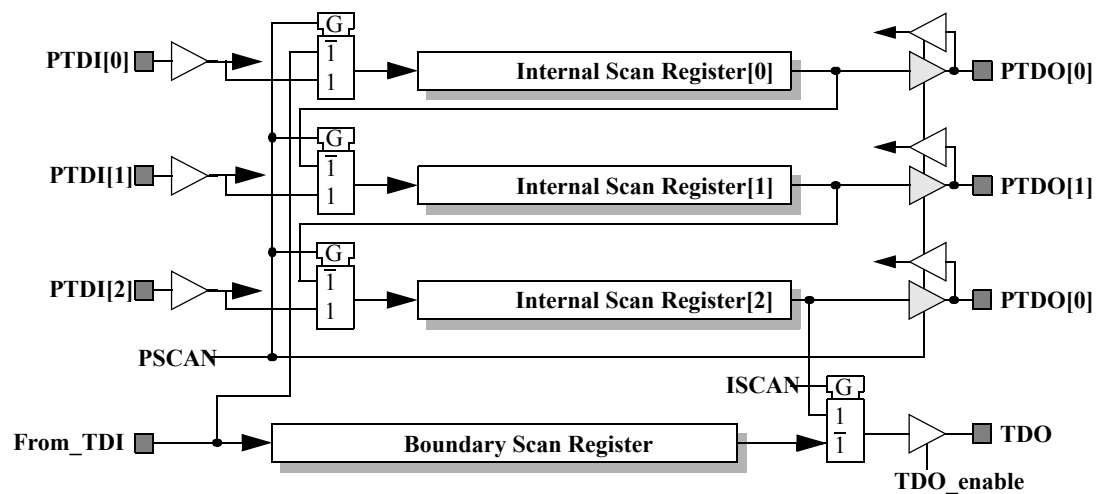 G
PTDI[0]
1̅
1
Internal Scan Register[0]
PTDO[0]
G
PTDI[1]
1̅
1
Internal Scan Register[1]
PTDO[1]
G
PTDI[2]
1̅
1
Internal Scan Register[2]
PTDO[0]
PSCAN
ISCAN
G
From_TDI
Boundary Scan Register
1
1̅
TDO
TDO_enable